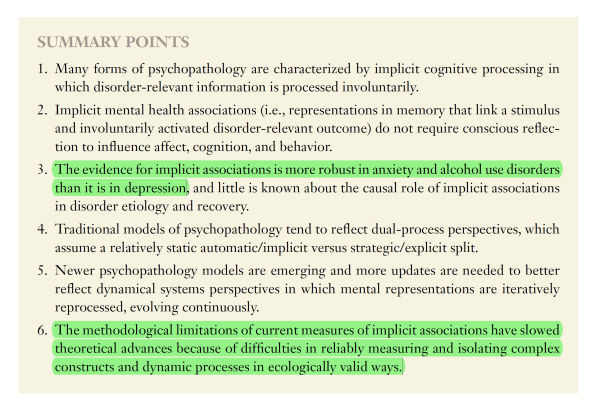 SUMMARY POINTS
1. Many forms of psychopathology are characterized by implicit cognitive processing in
which disorder-relevant information is processed involuntarily.
2. Implicit mental health associations (i.e., representations in memory that link a stimulus
and involuntarily activated disorder-relevant outcome) do not require conscious reflec-
tion to influence affect, cognition, and behavior.
3. The evidence for implicit associations is more robust in anxiety and alcohol use disorders
than it is in depression, and little is known about the causal role of implicit associations
in disorder etiology and recovery.
4. Traditional models of psychopathology tend to reflect dual-process perspectives, which
assume a relatively static automatic/implicit versus strategic/explicit split.
5. Newer psychopathology models are emerging and more updates are needed to better
reflect dynamical systems perspectives in which mental representations are iteratively
reprocessed, evolving continuously.
6. The methodological limitations of current measures of implicit associations have slowed
theoretical advances because of difficulties in reliably measuring and isolating complex
constructs and dynamic processes in ecologically valid ways.